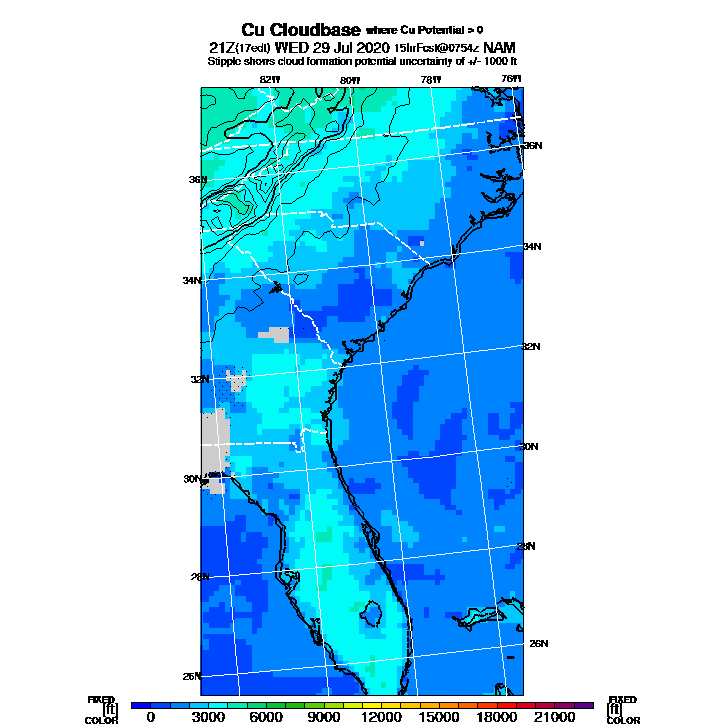 Cu Cloudbase where Cu Potential > 0
21Z(17edt) WED 29 Jul 2020 15hrFcst@0754z NAM
Stipple shows cloud formation potential uncertainty of +/- 1000 ft
82W 80W 78W 76W
36N
36N
34N
34N
32N
32N
30N
30N
28N
28N
26N
26N
FIXED [ft] COLOR
0 3000 6000 9000 12000 15000 18000 21000
FIXED [ft] COLOR